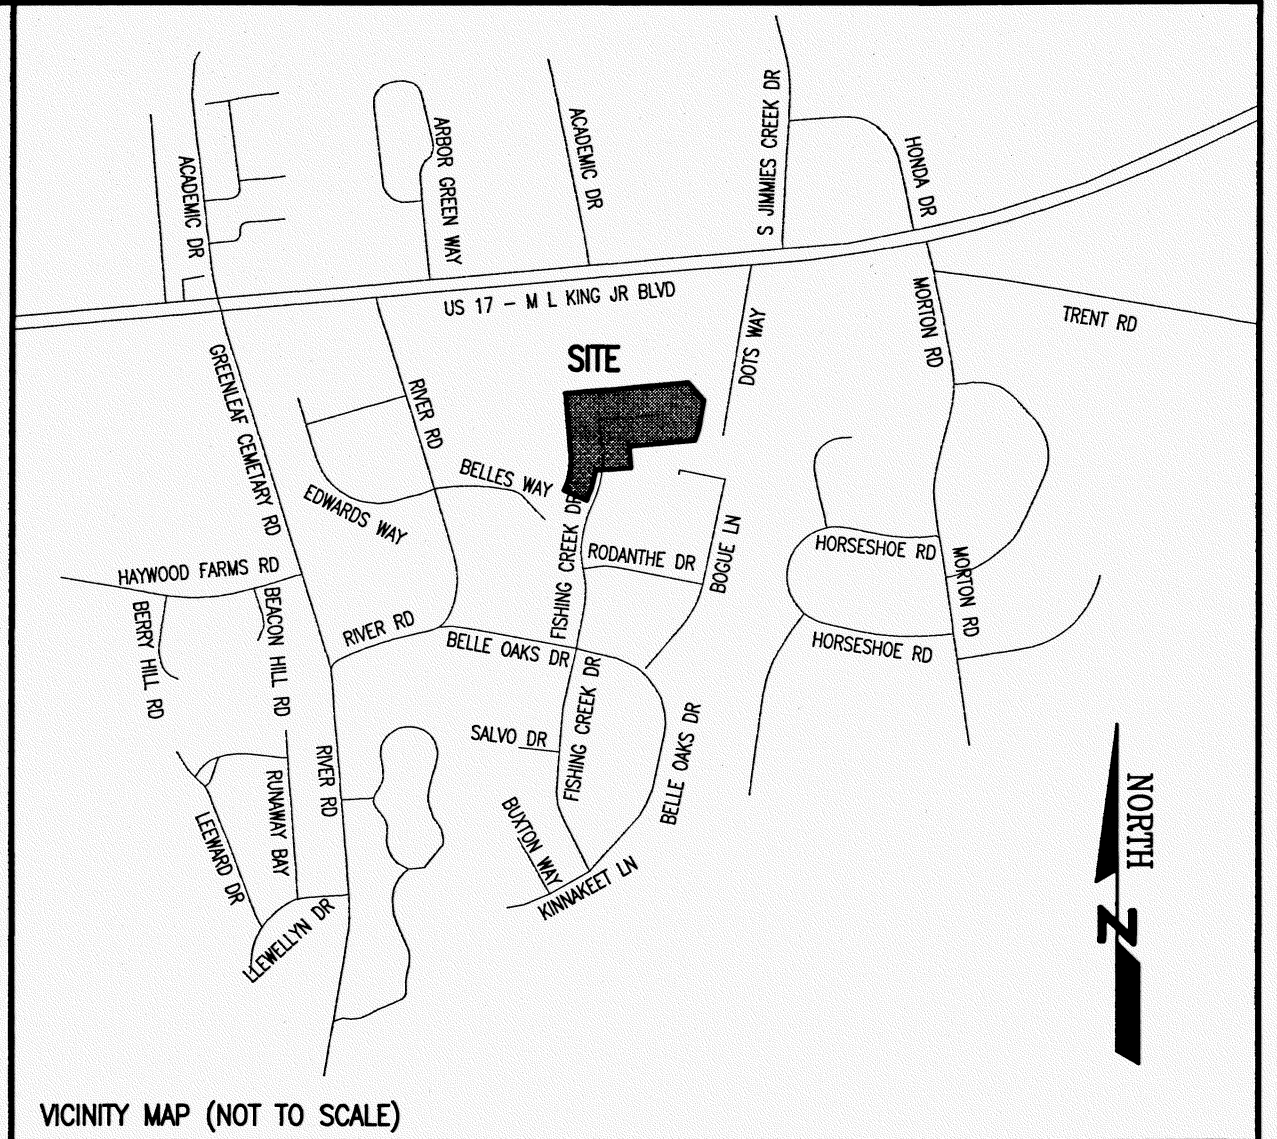 S JIMMIES CREEK DR
ACADEMIC DR
ARBOR GREEN WAY
ACADEMIC DR
HONDA DR
US 17 - M L KING JR BLVD
MORTON RD
TRENT RD
DOTS WAY
SITE
GREENLEAF CEMETARY RD
RIVER RD
BELLES WAY
EDWARDS WAY
FISHING CREEK DR
RODANTHE DR
BOGUE LN
HORSESHOE RD
MORTON RD
HAYWOOD FARMS RD
BERRY HILL RD
BEACON HILL RD
RIVER RD
BELLE OAKS DR
HORSESHOE RD
FISHING CREEK DR
SALVO DR
BELLE OAKS DR
RIVER RD
RUNAWAY BAY
LEEWARD DR
BUXTON WAY
KINNAKEET LN
LLEWELLYN DR
NORTH
N
VICINITY MAP (NOT TO SCALE)